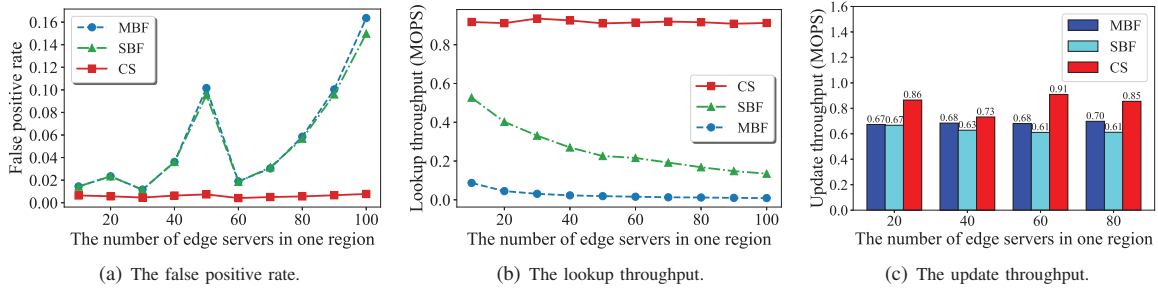 False positive rate
0.16
0.14
0.12
0.10
0.08
0.06
0.04
0.02
0.00
MBF
SBF
CS
20 40 60 80 100
The number of edge servers in one region
(a) The false positive rate.
Lookup throughput (MOPS)
0.8
0.6
0.4
0.2
0.0
CS
SBF
MBF
20 40 60 80 100
The number of edge servers in one region
(b) The lookup throughput.
Update throughput (MOPS)
1.6
1.4
1.2
1.0
0.8
0.6
0.4
0.2
0.0
MBF
SBF
CS
0.67 0.67 0.86 0.68 0.63 0.73 0.68 0.61 0.91 0.70 0.61 0.85
20 40 60 80
The number of edge servers in one region
(c) The update throughput.